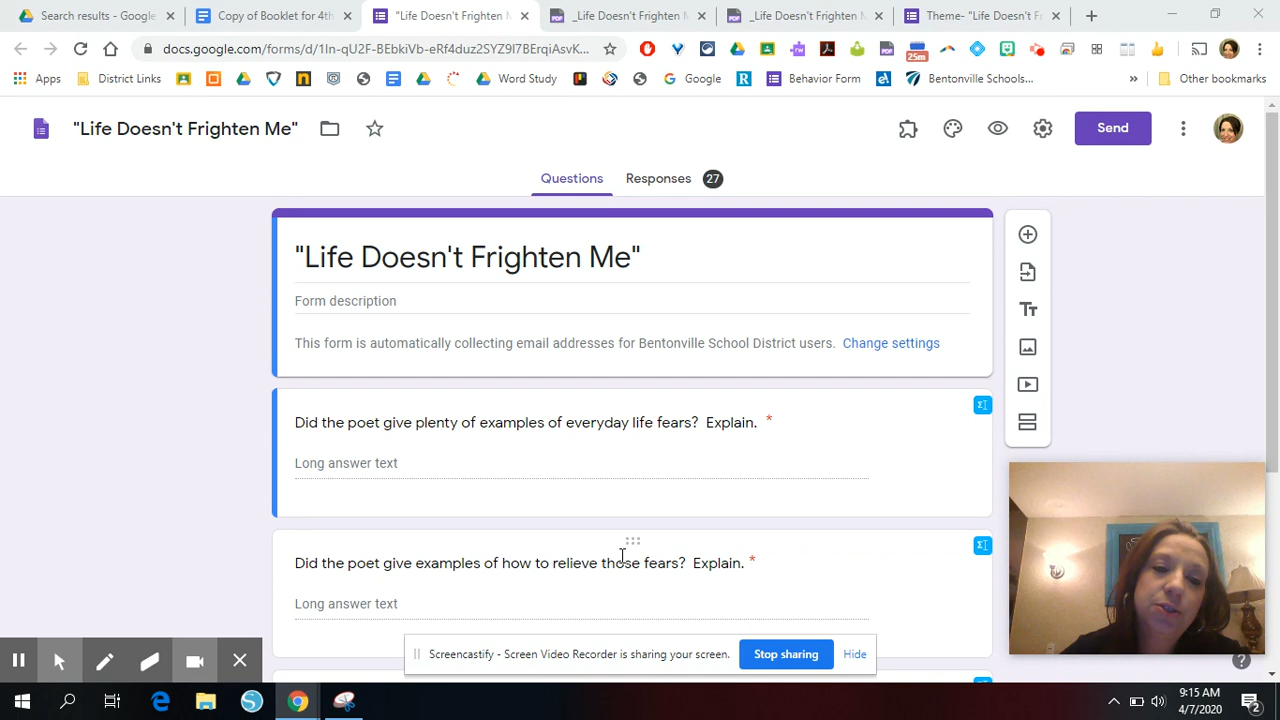 Search results - Google
Copy of Booklet for 4th
"Life Doesn't Frighten M
_Life Doesn't Frighten M
_Life Doesn't Frighten M
Theme- "Life Doesn't Fr
docs.google.com/forms/d/1In-qU2F-BEbkiVb-eRf4duz2SYZ9I7BErqiAsvK...
25m
Apps
District Links
Word Study
Google
Behavior Form
Bentonville Schools...
»
Other bookmarks
"Life Doesn't Frighten Me"
Send
Questions
Responses 27
"Life Doesn't Frighten Me"
Form description
This form is automatically collecting email addresses for Bentonville School District users. Change settings
Did the poet give plenty of examples of everyday life fears? Explain. *
Long answer text
Did the poet give examples of how to relieve those fears? Explain. *
Long answer text
Screencastify - Screen Video Recorder is sharing your screen.
Stop sharing
Hide
9:15 AM
4/7/2020
2